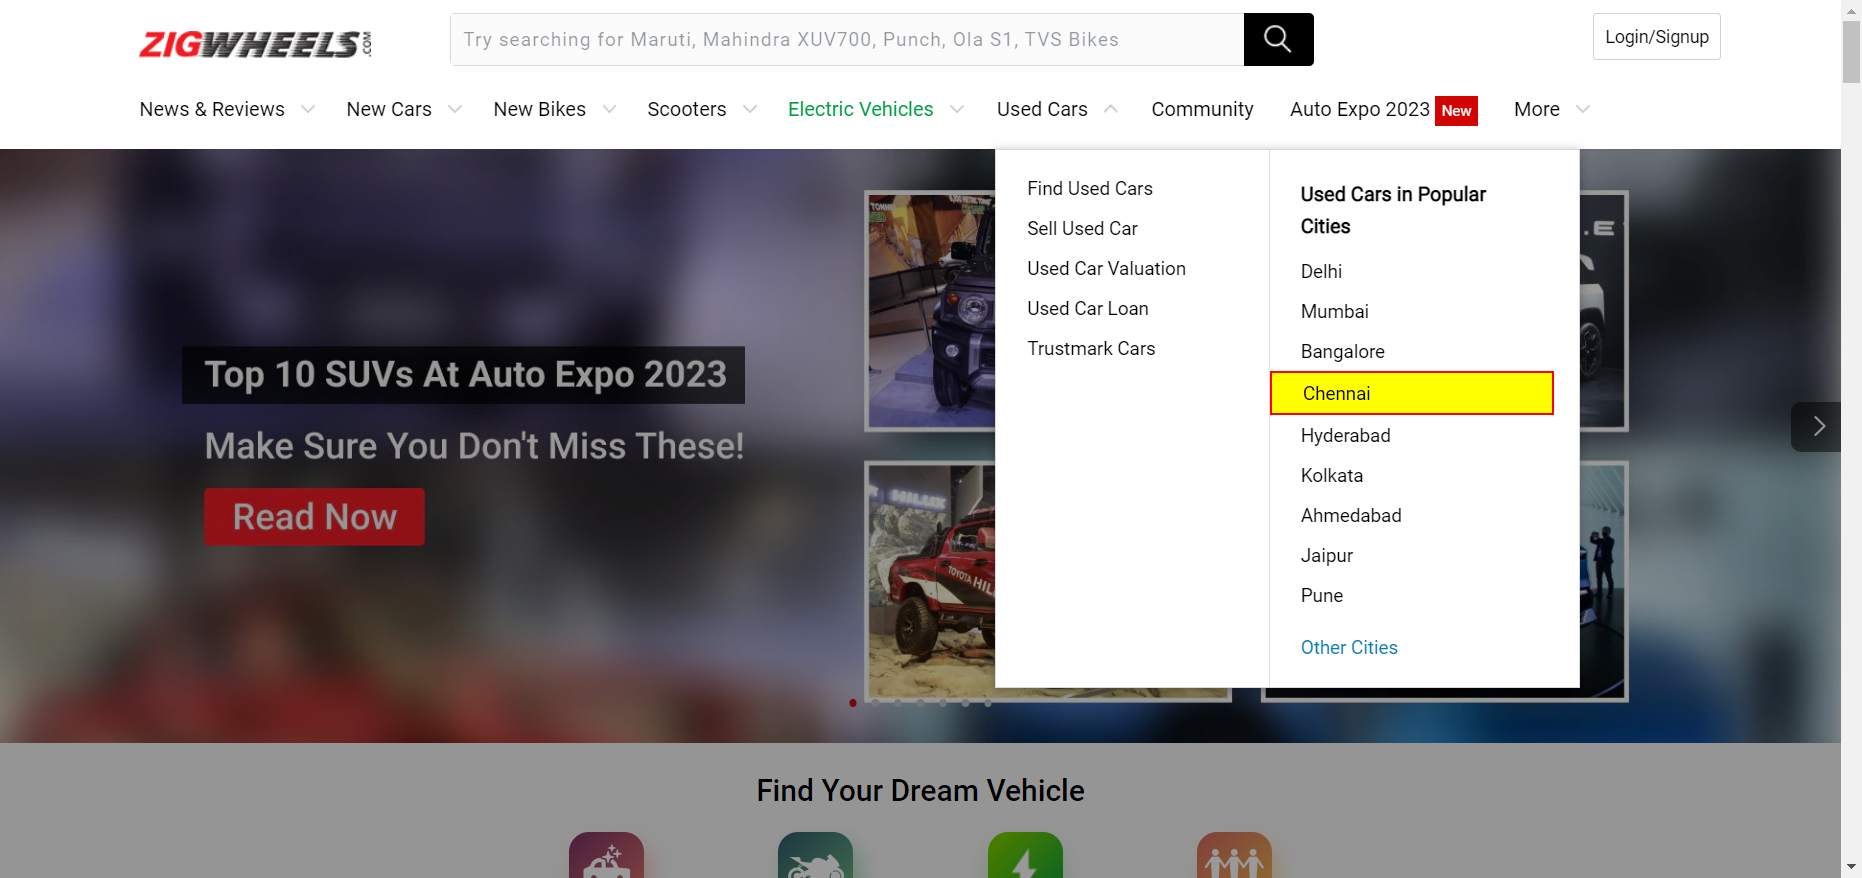 ZIGWHEELS.COM
Try searching for Maruti, Mahindra XUV700, Punch, Ola S1, TVS Bikes
Login/Signup
News & Reviews
New Cars
New Bikes
Scooters
Electric Vehicles
Used Cars
Community
Auto Expo 2023 New
More
Find Used Cars
Sell Used Car
Used Car Valuation
Used Car Loan
Trustmark Cars
Used Cars in Popular
Cities
Delhi
Mumbai
Bangalore
Chennai
Hyderabad
Kolkata
Ahmedabad
Jaipur
Pune
Other Cities
Top 10 SUVs At Auto Expo 2023
Make Sure You Don't Miss These!
Read Now
HILUX
TOYOTA HIL
Find Your Dream Vehicle